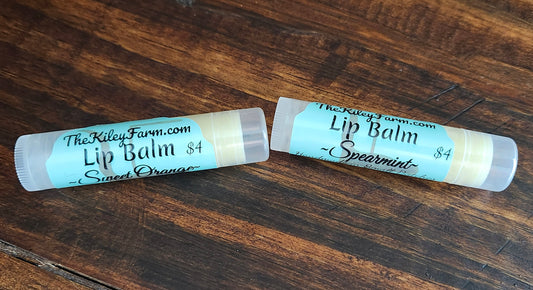 TheKileyFarm.com
Lip Balm $4
~Sweet Orange~
TheKileyFarm.com
Lip Balm
$4
~Spearmint~